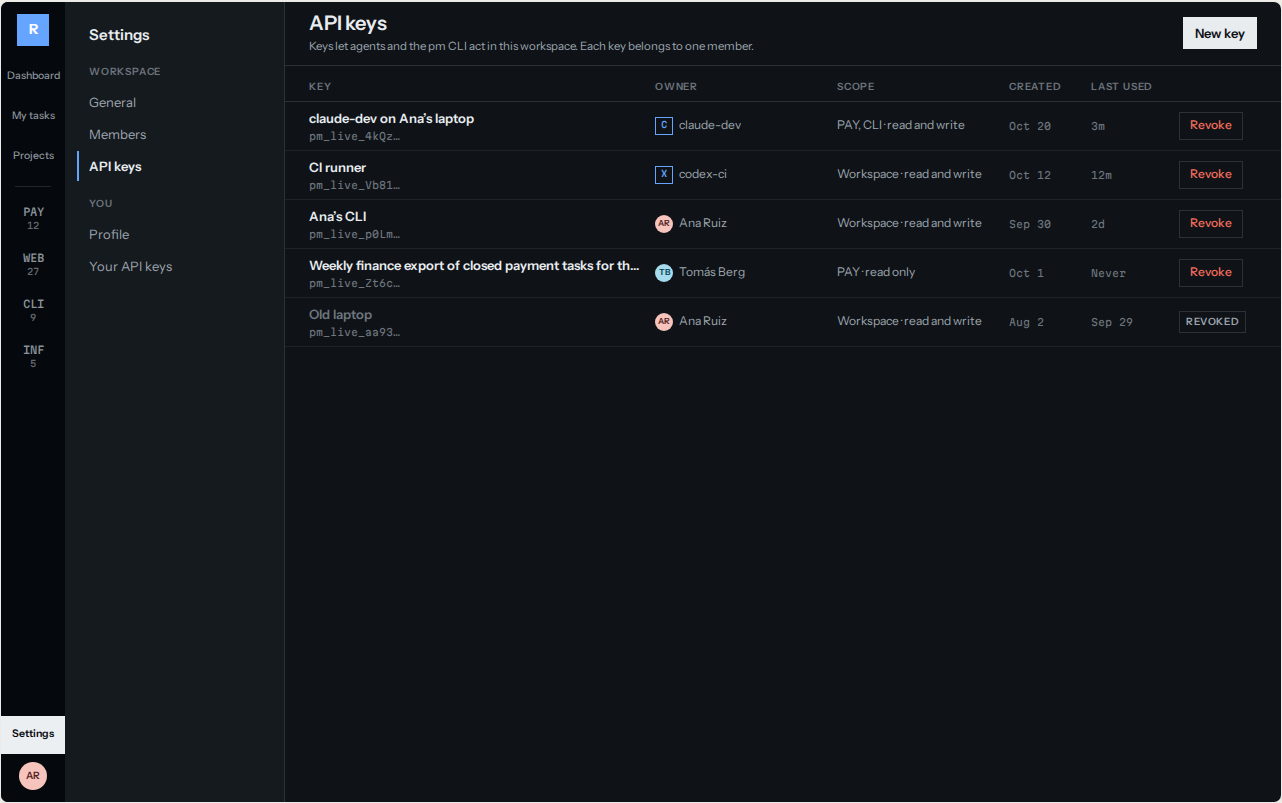 R
Dashboard
My tasks
Projects
PAY
12
WEB
27
CLI
9
INF
5
Settings
AR
Settings
WORKSPACE
General
Members
API keys
YOU
Profile
Your API keys
API keys
Keys let agents and the pm CLI act in this workspace. Each key belongs to one member.
New key
KEY OWNER SCOPE CREATED LAST USED
claude-dev on Ana’s laptop
pm_live_4kQz…
C claude-dev PAY, CLI · read and write Oct 20 3m Revoke
CI runner
pm_live_Vb81…
X codex-ci Workspace · read and write Oct 12 12m Revoke
Ana’s CLI
pm_live_p0Lm…
AR Ana Ruiz Workspace · read and write Sep 30 2d Revoke
Weekly finance export of closed payment tasks for th…
pm_live_Zt6c…
TB Tomás Berg PAY · read only Oct 1 Never Revoke
Old laptop
pm_live_aa93…
AR Ana Ruiz Workspace · read and write Aug 2 Sep 29 REVOKED